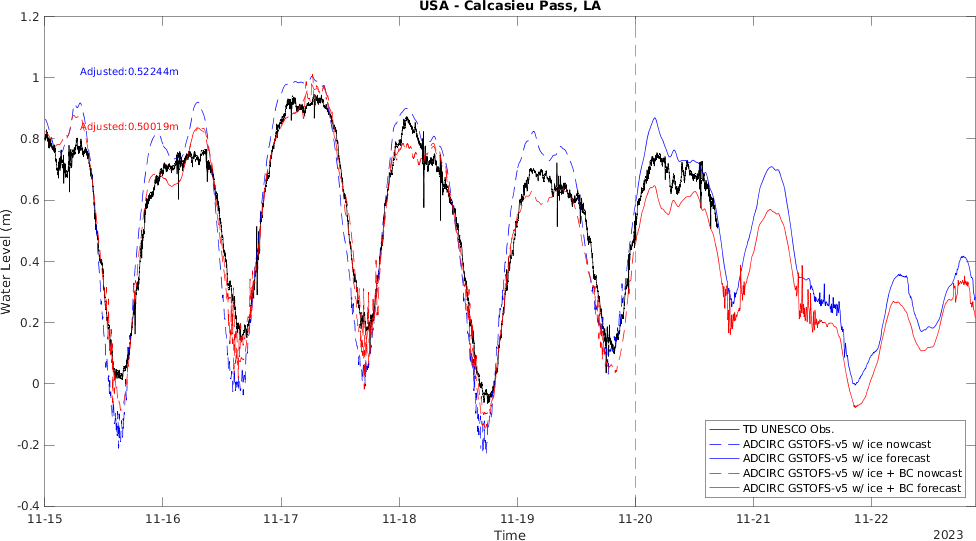 USA - Calcasieu Pass, LA
1.2
1
0.8
0.6
0.4
0.2
0
-0.2
-0.4
Water Level (m)
Adjusted:0.52244m
Adjusted:0.50019m
TD UNESCO Obs.
ADCIRC GSTOFS-v5 w/ ice nowcast
ADCIRC GSTOFS-v5 w/ ice forecast
ADCIRC GSTOFS-v5 w/ ice + BC nowcast
ADCIRC GSTOFS-v5 w/ ice + BC forecast
11-15 11-16 11-17 11-18 11-19 11-20 11-21 11-22
Time
2023